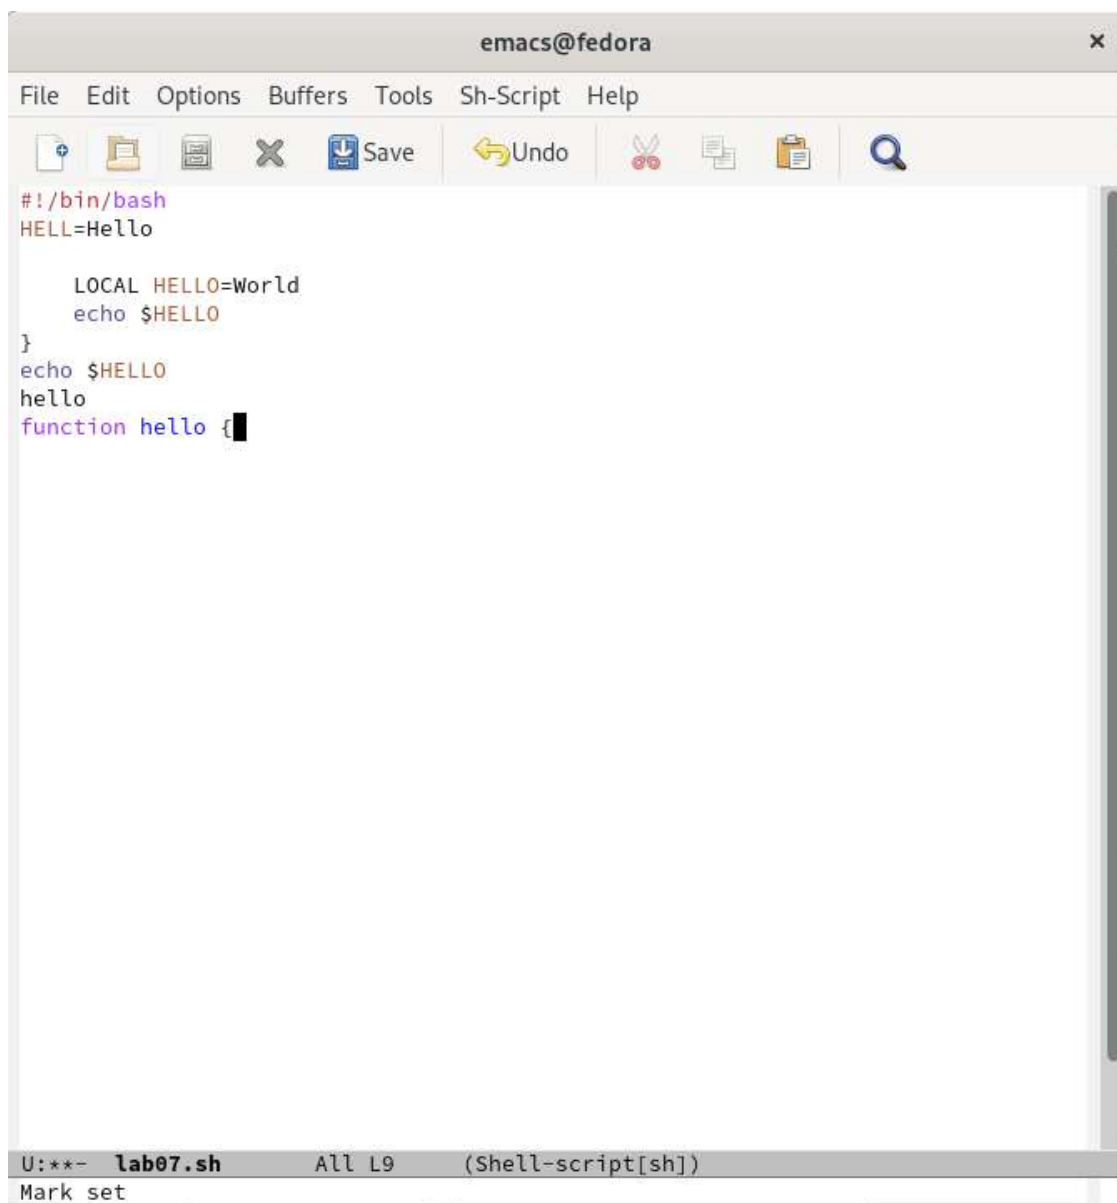 emacs@fedora ×
File Edit Options Buffers Tools Sh-Script Help
Save Undo
#!/bin/bash
HELL=Hello
    LOCAL HELLO=World
    echo $HELLO
}
echo $HELLO
hello
function hello {
U:**-  lab07.sh      All L9     (Shell-script[sh])
Mark set